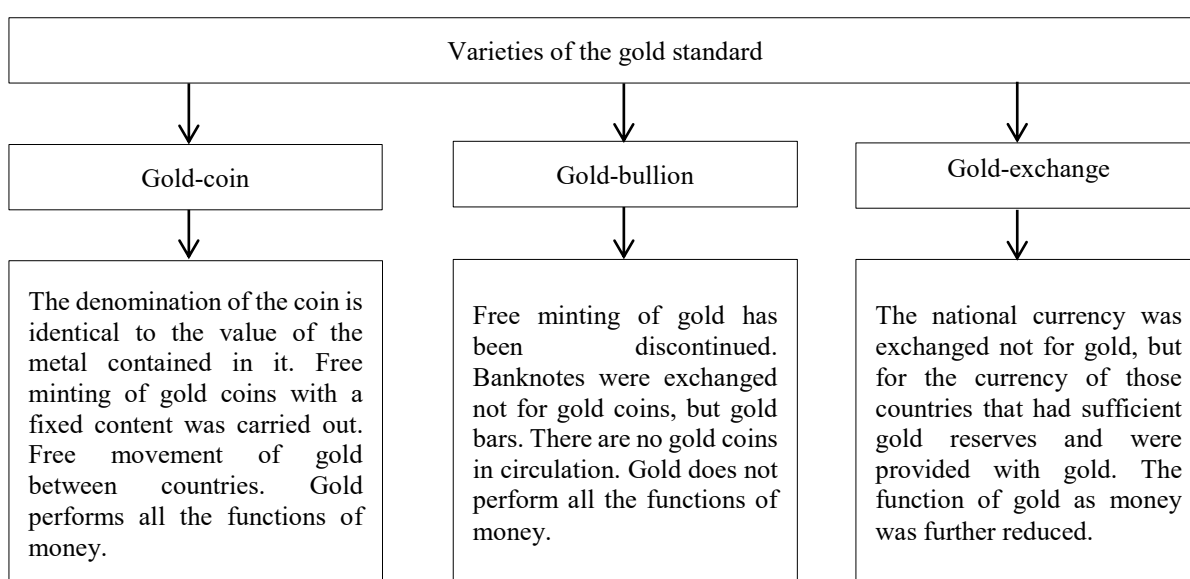 Varieties of the gold standard
Gold-coin
Gold-bullion
Gold-exchange
The denomination of the coin is
identical to the value of the
metal contained in it. Free
minting of gold coins with a
fixed content was carried out.
Free movement of gold
between countries. Gold
performs all the functions of
money.
Free minting of gold has
been discontinued.
Banknotes were exchanged
not for gold coins, but gold
bars. There are no gold coins
in circulation. Gold does not
perform all the functions of
money.
The national currency was
exchanged not for gold, but
for the currency of those
countries that had sufficient
gold reserves and were
provided with gold. The
function of gold as money
was further reduced.